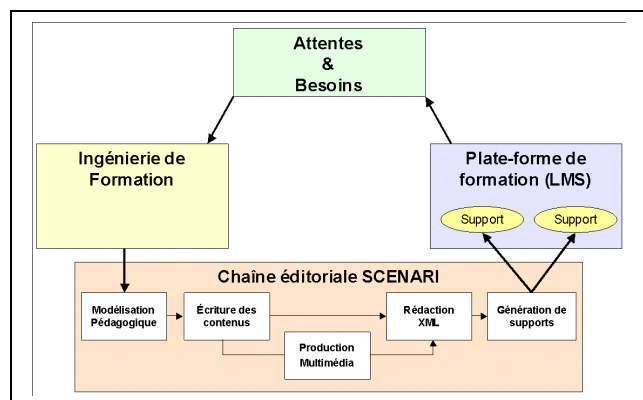 Attentes
&
Besoins
Ingénierie de
Formation
Plate-forme de
formation (LMS)
Support
Support
Chaîne éditoriale SCENARI
Modélisation
Pédagogique
Écriture des
contenus
Production
Multimédia
Rédaction
XML
Génération de
supports